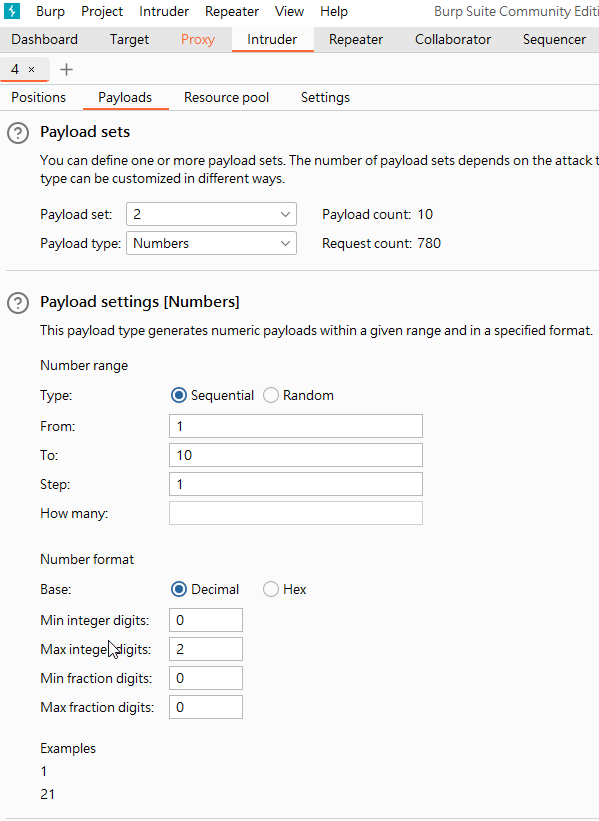 Burp Project Intruder Repeater View Help Burp Suite Community Editi
Dashboard Target Proxy Intruder Repeater Collaborator Sequencer
4 × +
Positions Payloads Resource pool Settings
? Payload sets
You can define one or more payload sets. The number of payload sets depends on the attack t
type can be customized in different ways.
Payload set: 2 Payload count: 10
Payload type: Numbers Request count: 780
? Payload settings [Numbers]
This payload type generates numeric payloads within a given range and in a specified format.
Number range
Type: Sequential Random
From: 1
To: 10
Step: 1
How many:
Number format
Base: Decimal Hex
Min integer digits: 0
Max integer digits: 2
Min fraction digits: 0
Max fraction digits: 0
Examples
1
21